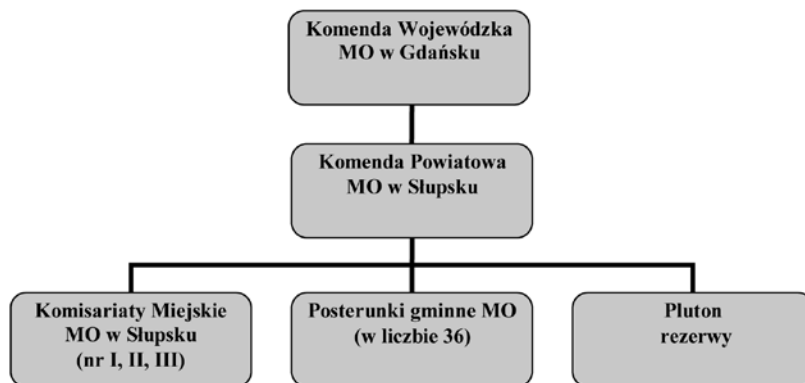 Komenda Wojewódzka
MO w Gdańsku
Komenda Powiatowa
MO w Słupsku
Komisariaty Miejskie
MO w Słupsku
(nr I, II, III)
Posterunki gminne MO
(w liczbie 36)
Pluton
rezerwy